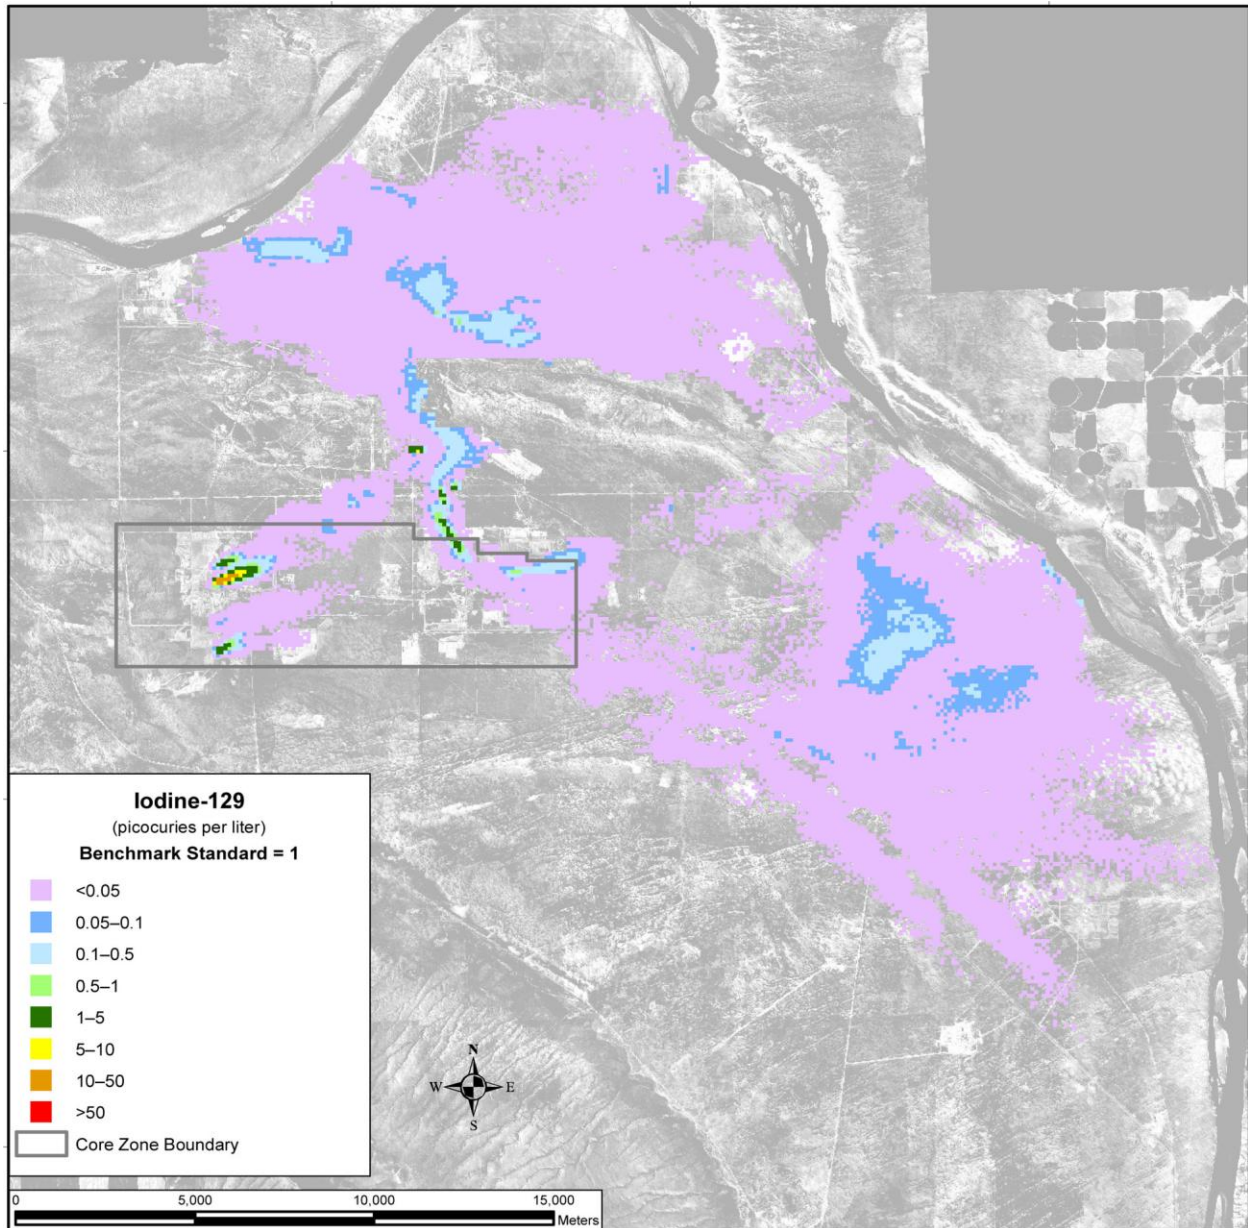 Iodine-129
(picocuries per liter)
Benchmark Standard = 1
<0.05
0.05–0.1
0.1–0.5
0.5–1
1–5
5–10
10–50
>50
Core Zone Boundary
N
W E
S
0 5,000 10,000 15,000
Meters